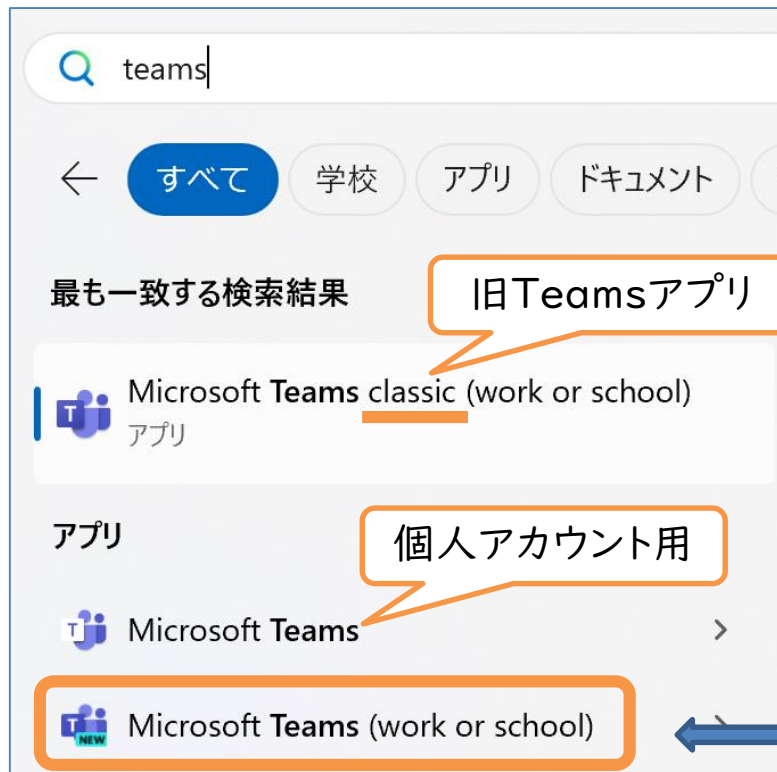 teams
すべて
学校
アプリ
ドキュメント
最も一致する検索結果
旧Teamsアプリ
Microsoft Teams classic (work or school)
アプリ
アプリ
個人アカウント用
Microsoft Teams
Microsoft Teams (work or school)
NEW